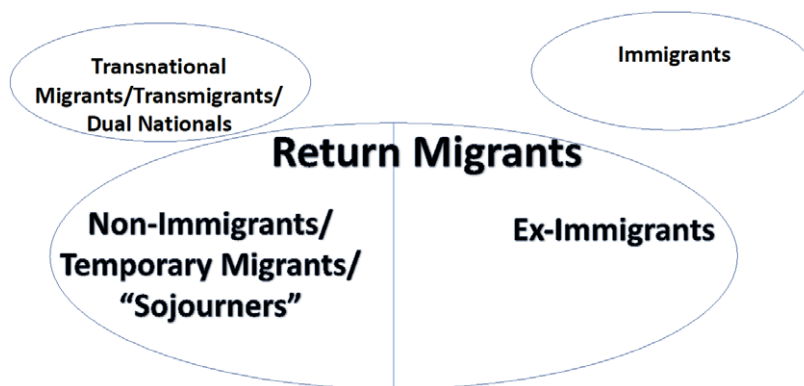 Transnational
Migrants/Transmigrants/
Dual Nationals
Immigrants
Return Migrants
Non-Immigrants/
Temporary Migrants/
“Sojourners”
Ex-Immigrants